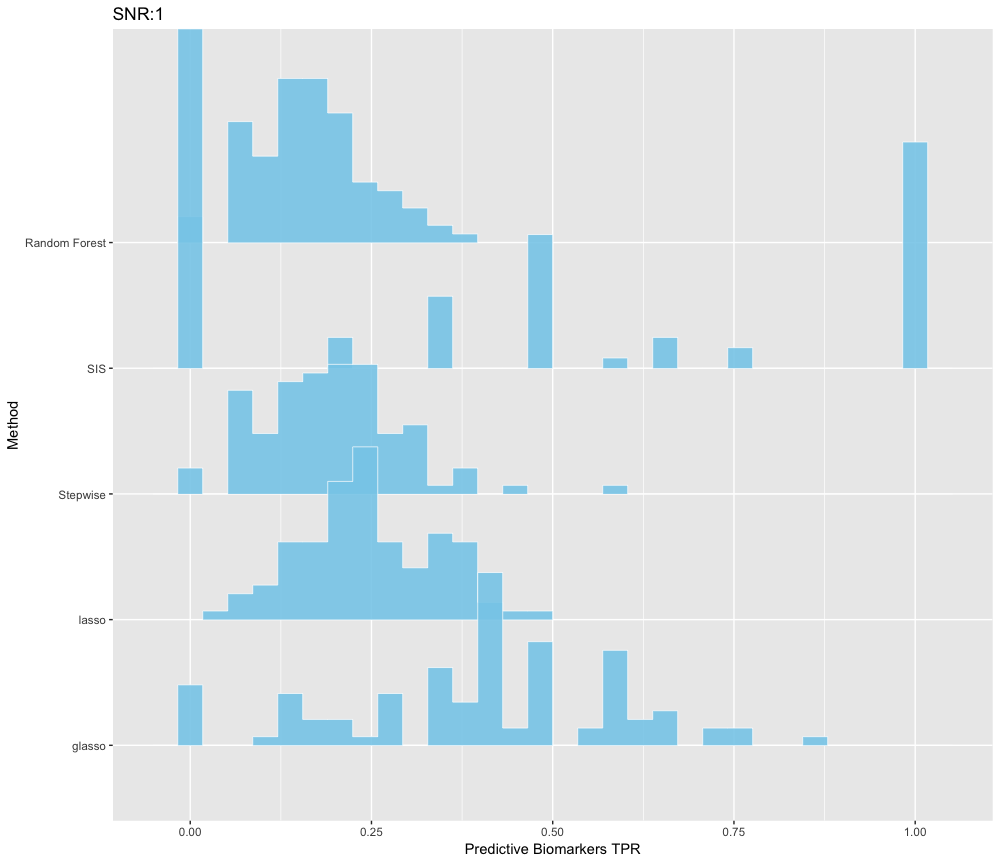 SNR:1
Method
Random Forest
SIS
Stepwise
lasso
glasso
0.00 0.25 0.50 0.75 1.00
Predictive Biomarkers TPR